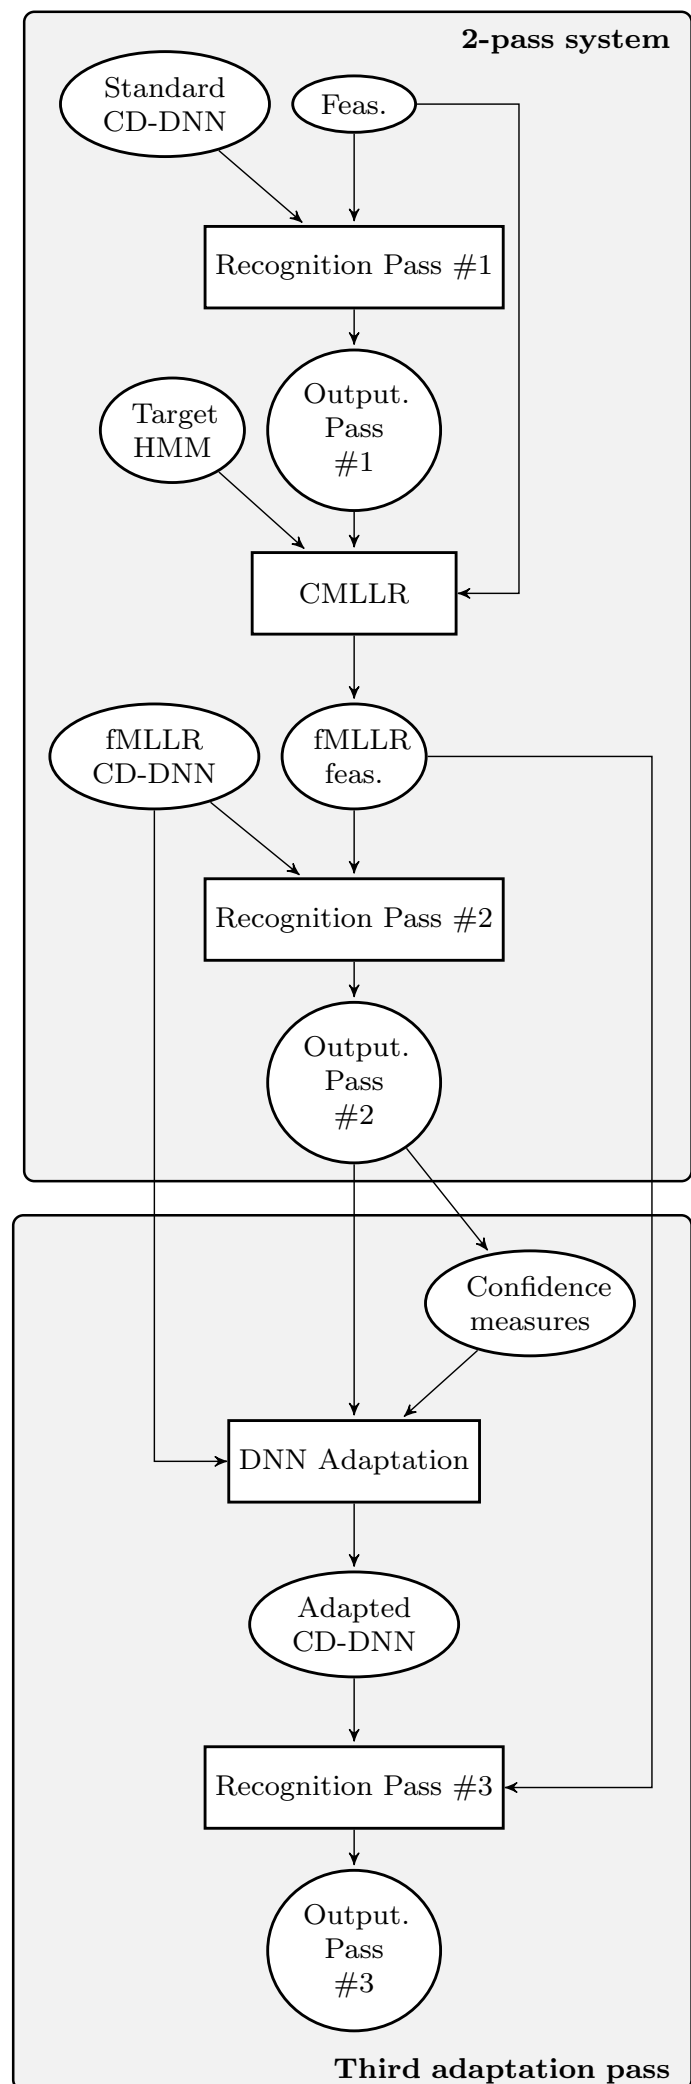 2-pass system
Standard
CD-DNN
Feas.
Recognition Pass #1
Target
HMM
Output.
Pass
#1
CMLLR
fMLLR
CD-DNN
fMLLR
feas.
Recognition Pass #2
Output.
Pass
#2
Confidence
measures
DNN Adaptation
Adapted
CD-DNN
Recognition Pass #3
Output.
Pass
#3
Third adaptation pass